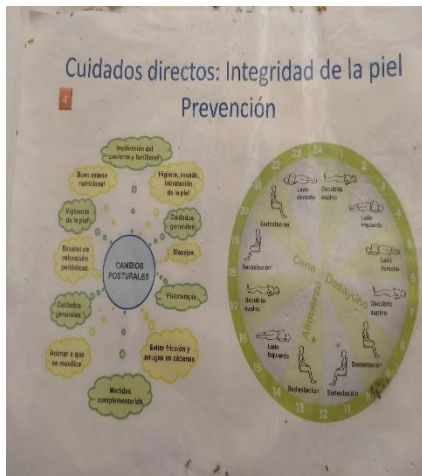 Cuidados directos: Integridad de la piel
Prevención
4
Implicación del
paciente y familiares
Buen estado
nutricional
Higiene, secado,
hidratación
de la piel
Vigilancia
de la piel
Cuidados
generales
Escalas de
valoración
periódicas
Masajes
CAMBIOS
POSTURALES
Cuidados
generales
Fisioterapia
Animar a que
se movilice
Evitar fricción y
arrugas en sábanas
Medidas
complementarias
22
23
24
1
2
3
4
5
6
7
8
11
12
13
14
15
16
17
18
19
20
21
Lado
derecho
Decúbito
supino
Lado
izquierdo
Lado
derecho
Decúbito
supino
Sedestación
Sedestación
Sedestación
Lado
izquierdo
Decúbito
supino
Sedestación
Sedestación
Cena
Desayuno
Almuerzo